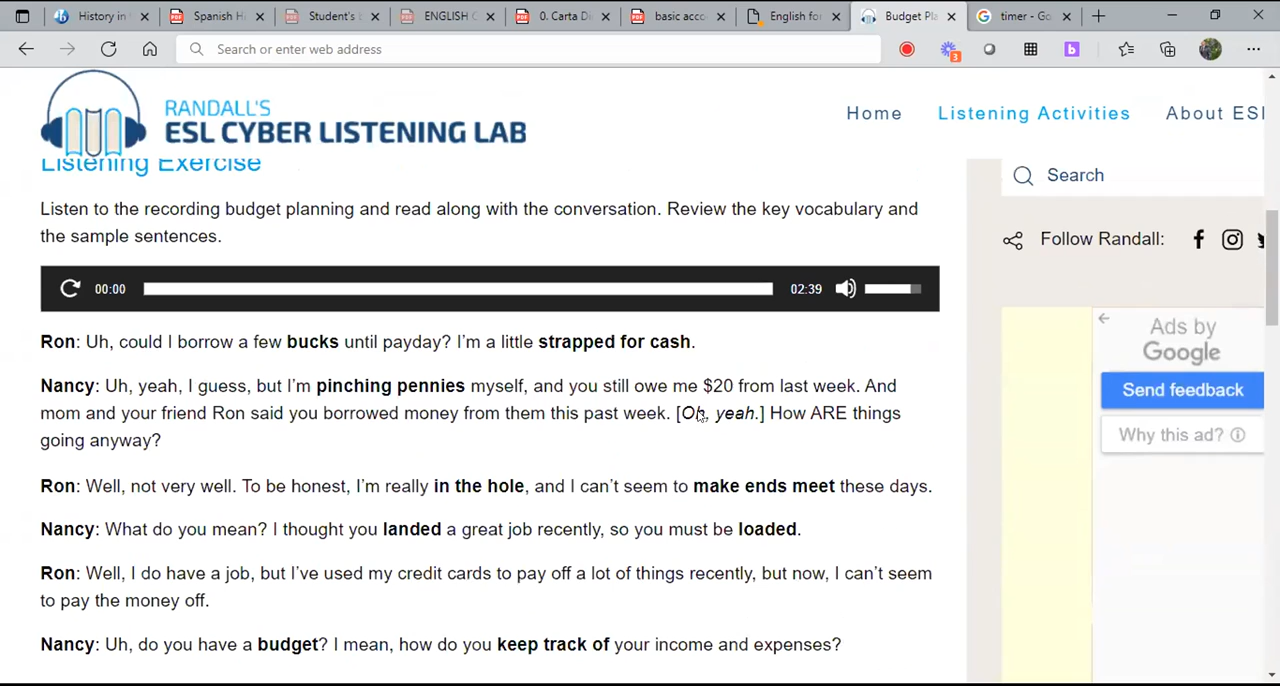 History in
Spanish H
Student's
ENGLISH G
0. Carta Di
basic acco
English for
Budget Pla
timer - Go
Search or enter web address
3
b
RANDALL'S
ESL CYBER LISTENING LAB
Home
Listening Activities
About ESL
Listening Exercise
Listen to the recording budget planning and read along with the conversation. Review the key vocabulary and
the sample sentences.
00:00
02:39
Ron: Uh, could I borrow a few bucks until payday? I'm a little strapped for cash.
Nancy: Uh, yeah, I guess, but I'm pinching pennies myself, and you still owe me $20 from last week. And
mom and your friend Ron said you borrowed money from them this past week. [Oh, yeah.] How ARE things
going anyway?
Ron: Well, not very well. To be honest, I'm really in the hole, and I can't seem to make ends meet these days.
Nancy: What do you mean? I thought you landed a great job recently, so you must be loaded.
Ron: Well, I do have a job, but I've used my credit cards to pay off a lot of things recently, but now, I can't seem
to pay the money off.
Nancy: Uh, do you have a budget? I mean, how do you keep track of your income and expenses?
Search
Follow Randall:
Ads by
Google
Send feedback
Why this ad?